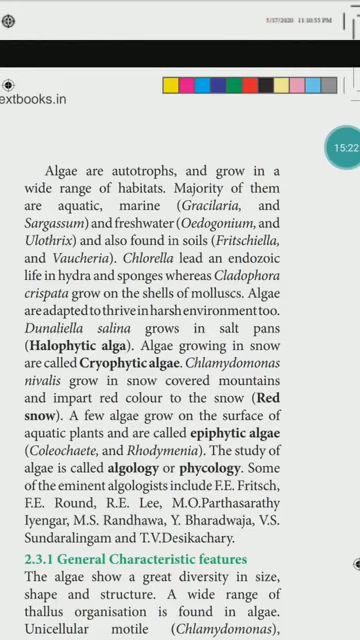 5/17/2020 11:10:55 PM
extbooks.in
15:22
Algae are autotrophs, and grow in a
wide range of habitats. Majority of them
are aquatic, marine (Gracilaria, and
Sargassum) and freshwater (Oedogonium, and
Ulothrix) and also found in soils (Fritschiella,
and Vaucheria). Chlorella lead an endozoic
life in hydra and sponges whereas Cladophora
crispata grow on the shells of molluscs. Algae
are adapted to thrive in harsh environment too.
Dunaliella salina grows in salt pans
(Halophytic alga). Algae growing in snow
are called Cryophytic algae. Chlamydomonas
nivalis grow in snow covered mountains
and impart red colour to the snow (Red
snow). A few algae grow on the surface of
aquatic plants and are called epiphytic algae
(Coleochaete, and Rhodymenia). The study of
algae is called algology or phycology. Some
of the eminent algologists include F.E. Fritsch,
F.E. Round, R.E. Lee, M.O.Parthasarathy
Iyengar, M.S. Randhawa, Y. Bharadwaja, V.S.
Sundaralingam and T.V.Desikachary.
2.3.1 General Characteristic features
The algae show a great diversity in size,
shape and structure. A wide range of
thallus organisation is found in algae.
Unicellular motile (Chlamydomonas),